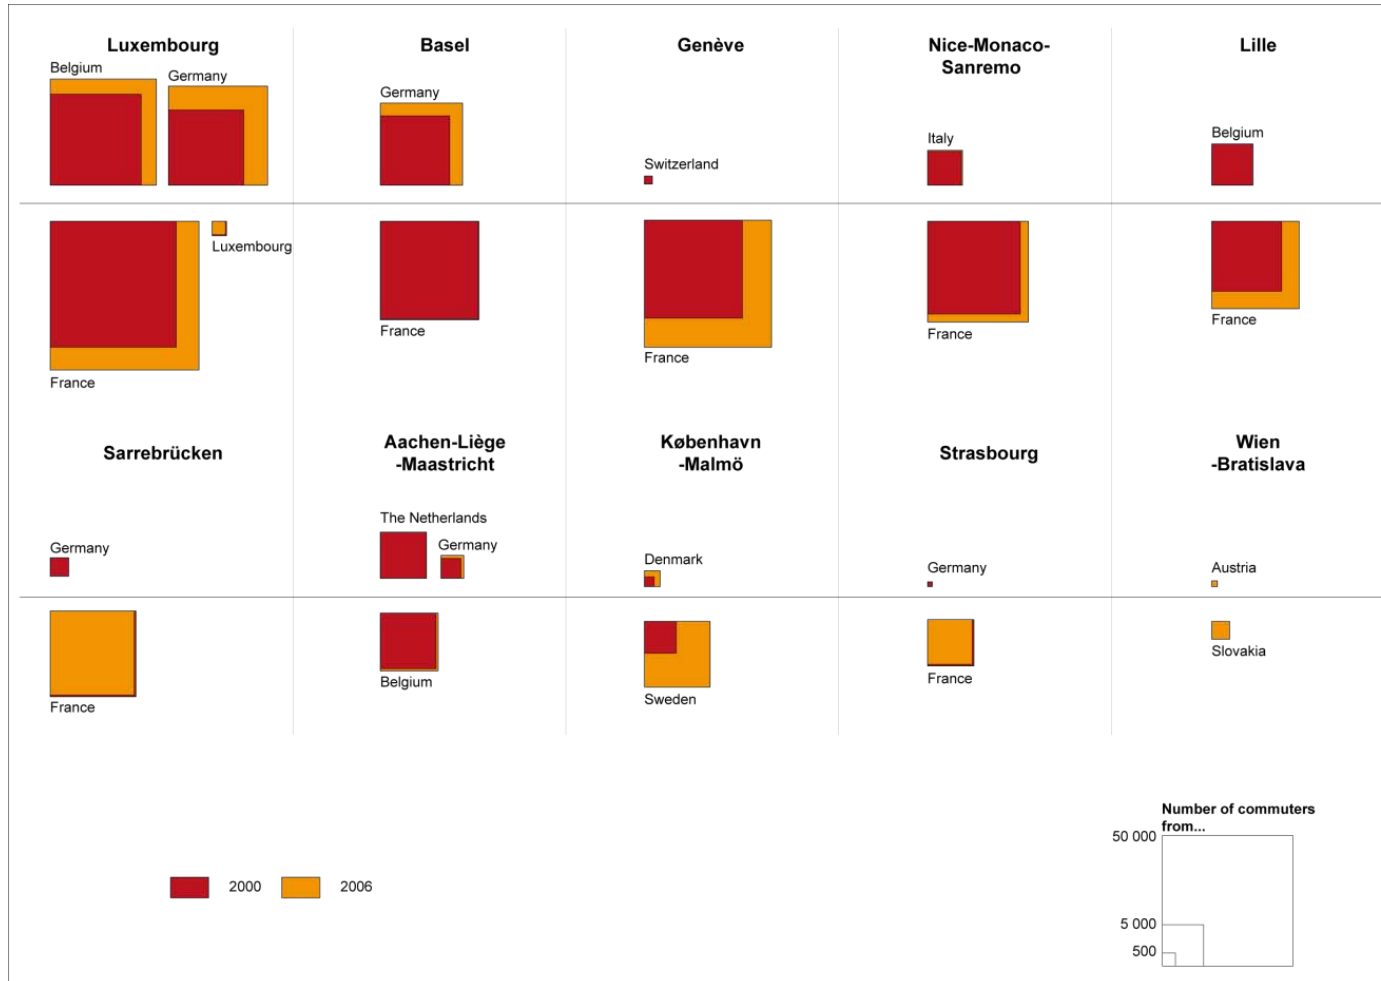 Luxembourg
Basel
Genève
Nice-Monaco-
Sanremo
Lille
Belgium
Germany
Germany
Switzerland
Italy
Belgium
Luxembourg
France
France
France
France
France
Sarrebrücken
Aachen-Liège
-Maastricht
København
-Malmö
Strasbourg
Wien
-Bratislava
Germany
The Netherlands
Germany
Denmark
Germany
Austria
France
Belgium
Sweden
France
Slovakia
Number of commuters
from...
50 000
5 000
500
2000
2006